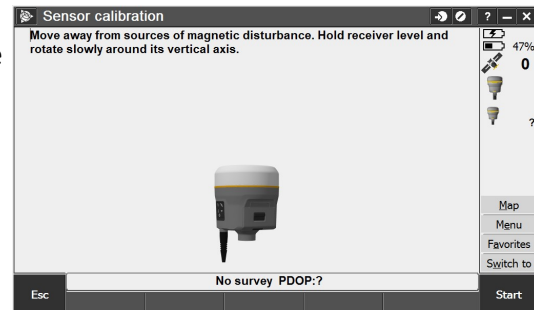 Sensor calibration
? – ×
Move away from sources of magnetic disturbance. Hold receiver level and
rotate slowly around its vertical axis.
47%
0
?
Map
Menu
Favorites
Switch to
No survey PDOP:?
Esc
Start